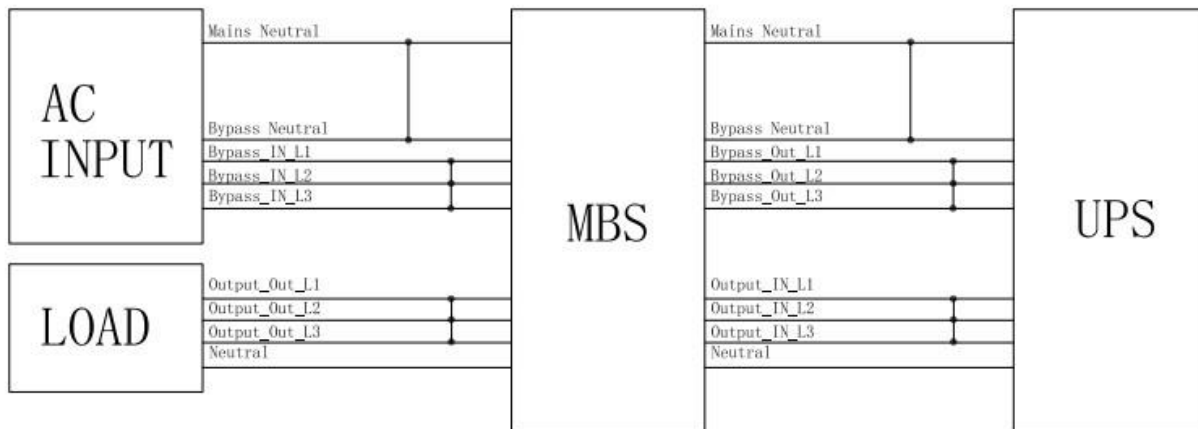 AC
INPUT
Mains Neutral
Bypass Neutral
Bypass_IN_L1
Bypass_IN_L2
Bypass_IN_L3
LOAD
Output_Out_L1
Output_Out_L2
Output_Out_L3
Neutral
MBS
Mains Neutral
Bypass Neutral
Bypass_Out_L1
Bypass_Out_L2
Bypass_Out_L3
Output_IN_L1
Output_IN_L2
Output_IN_L3
Neutral
UPS